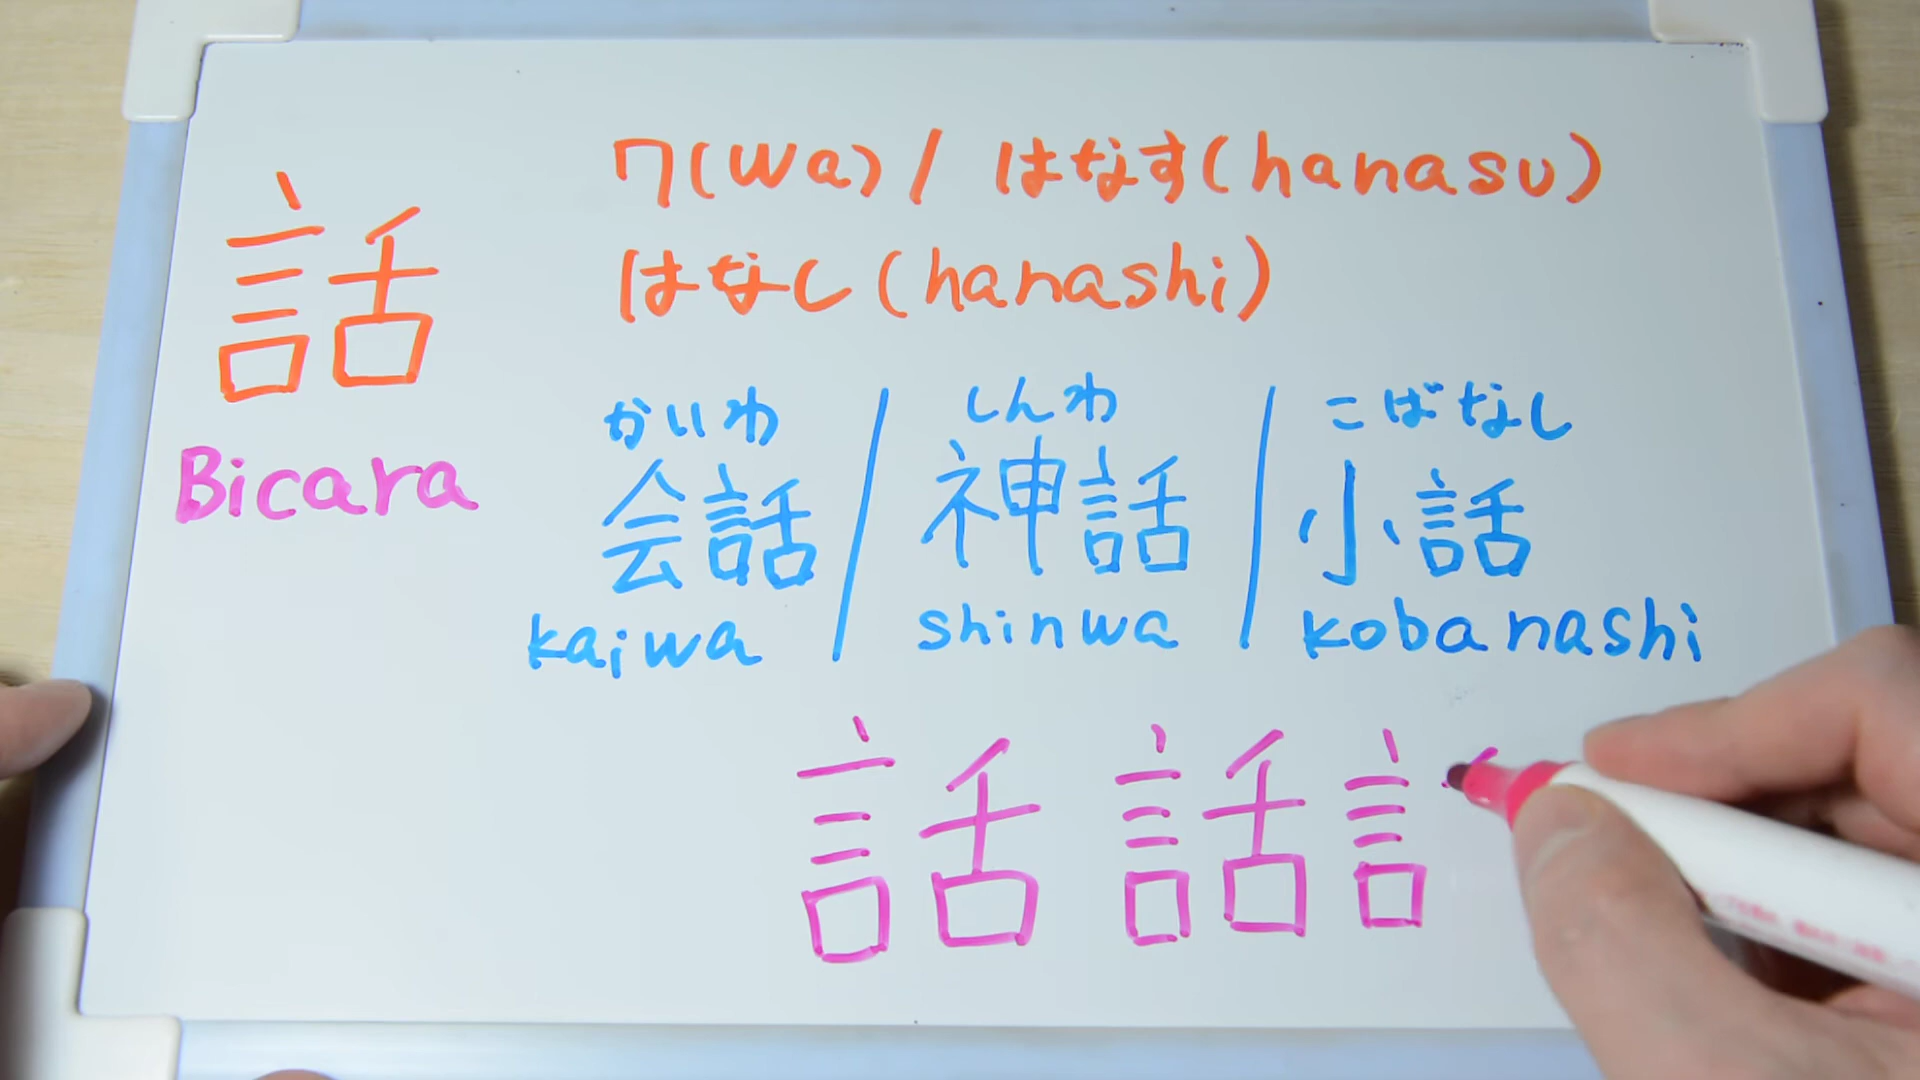 話
Bicara
ワ(wa) / はなす(hanasu)
はなし(hanashi)
かいわ / しんわ / こばなし
会話 / 神話 / 小話
kaiwa / shinwa / kobanashi
話 話 言